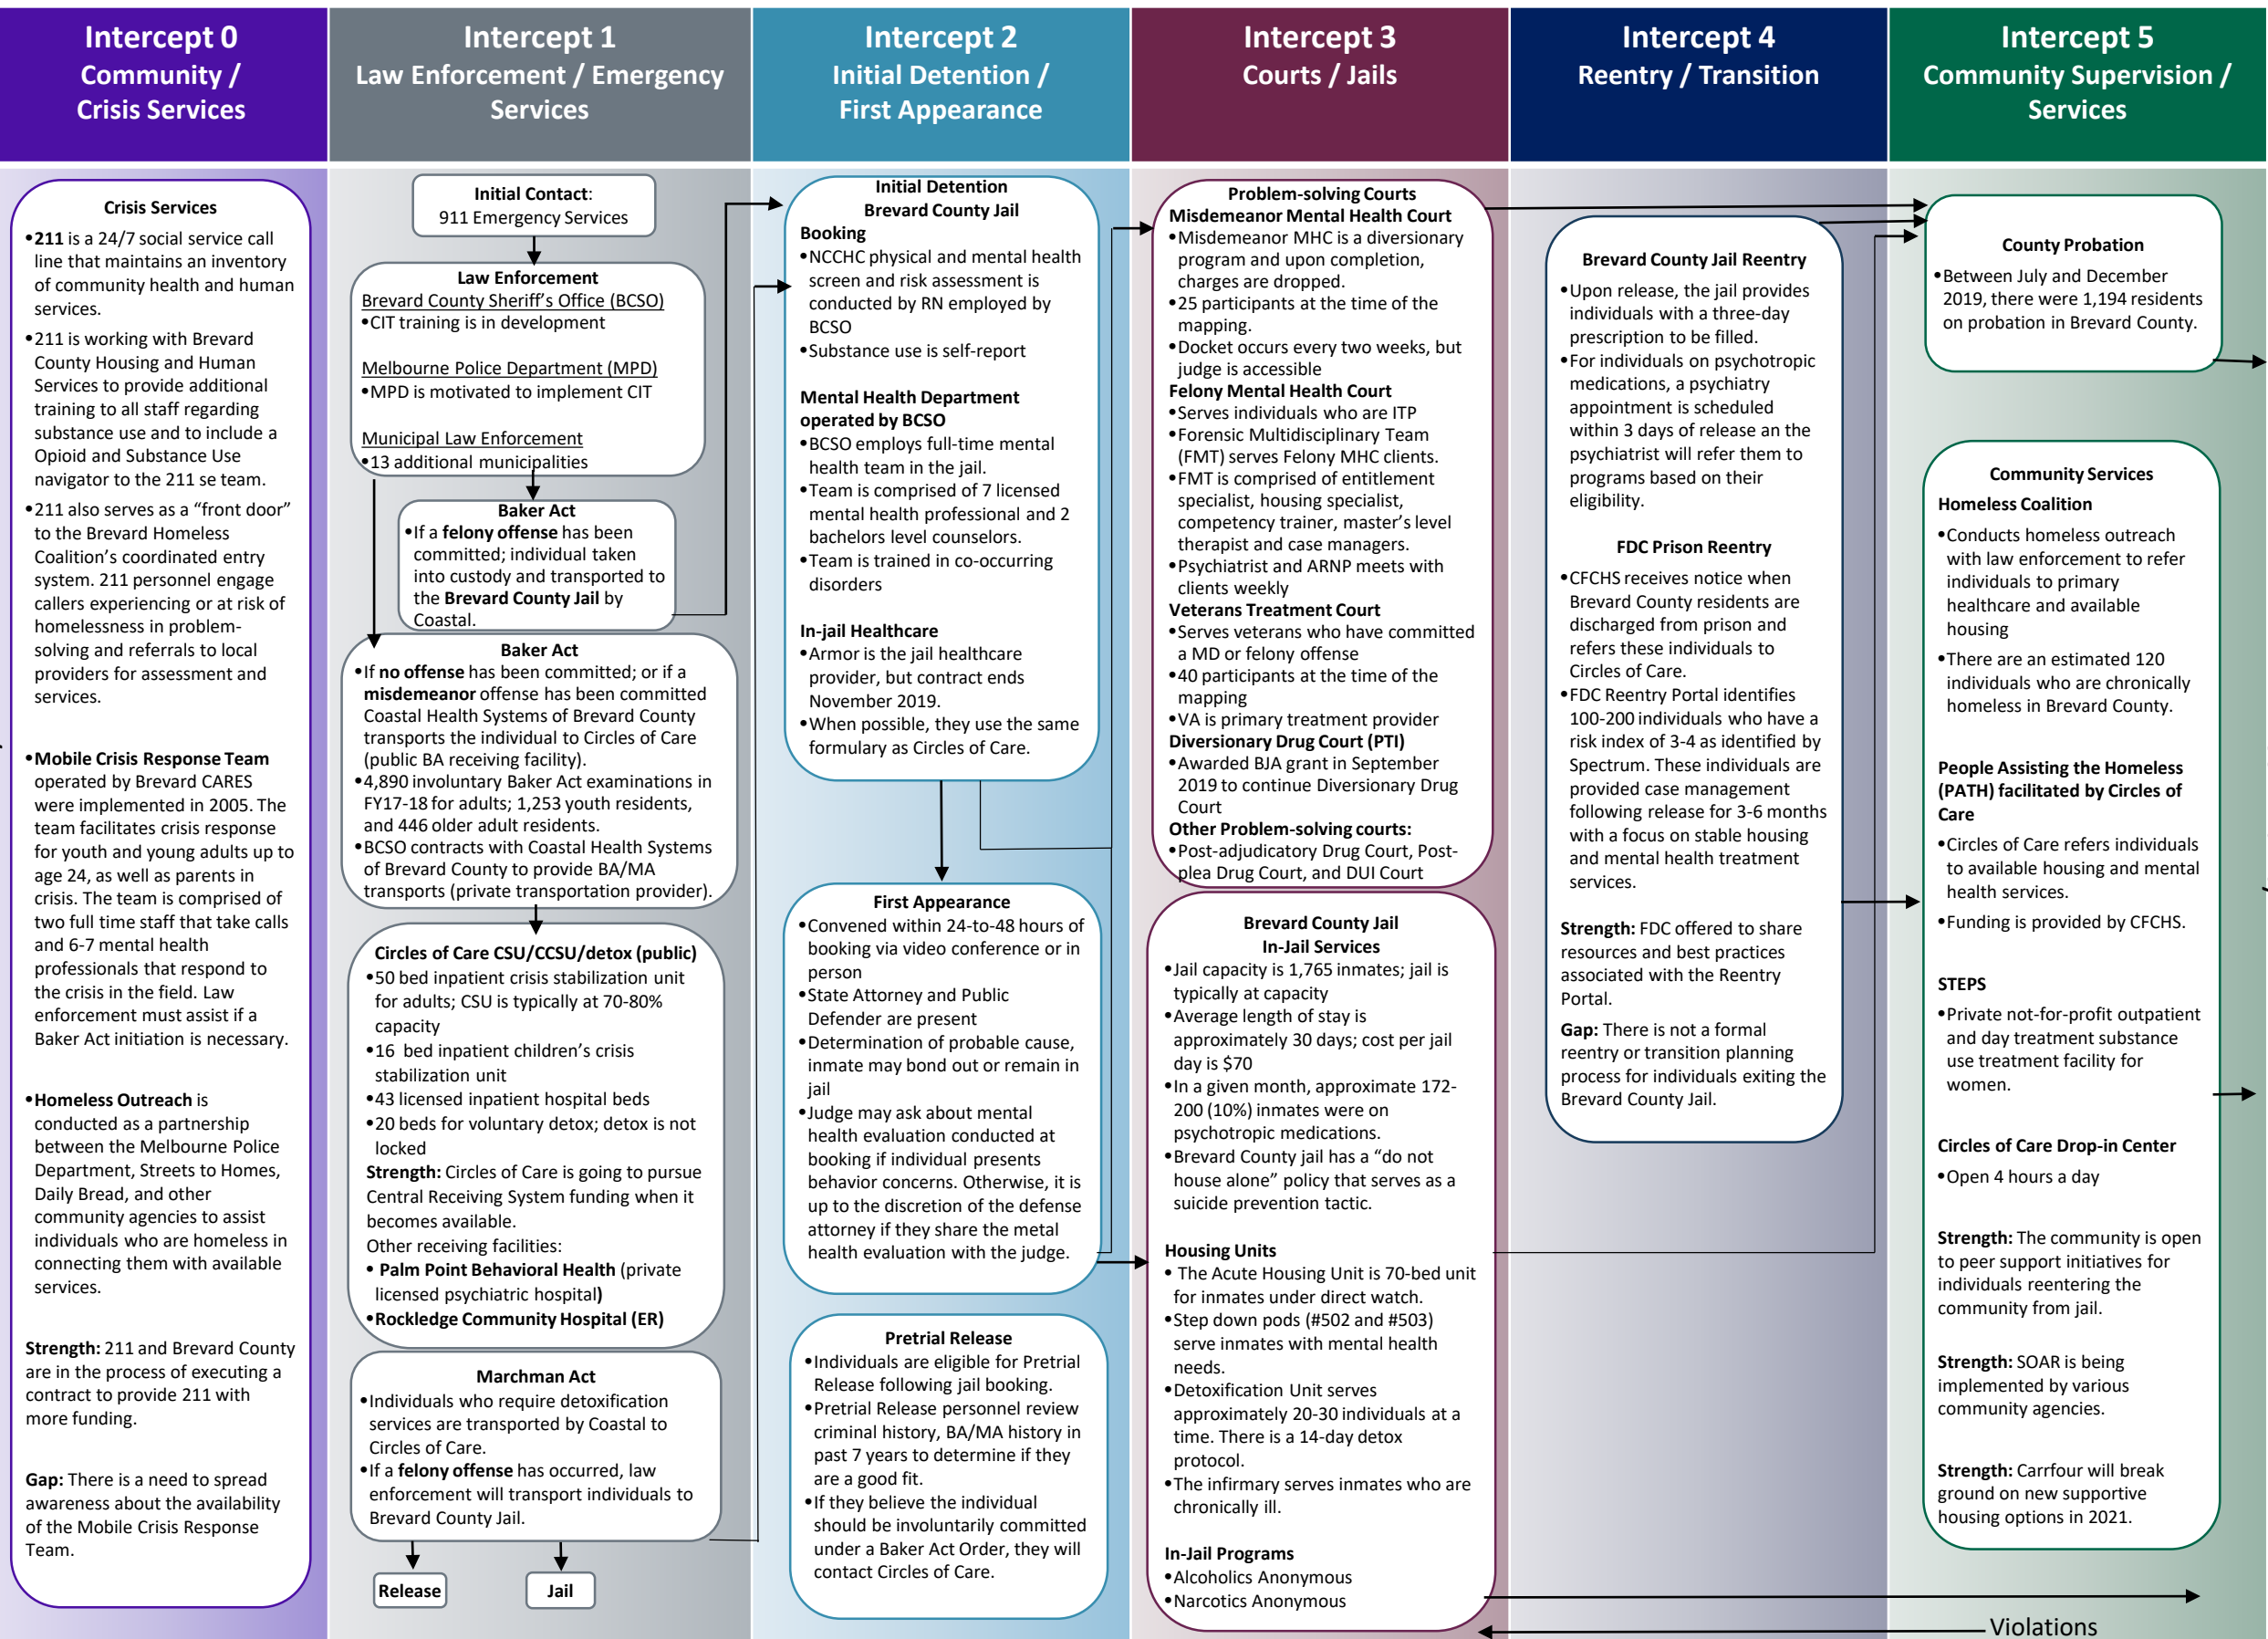 Intercept 0
Community /
Crisis Services
Intercept 1
Law Enforcement / Emergency
Services
Intercept 2
Initial Detention /
First Appearance
Intercept 3
Courts / Jails
Intercept 4
Reentry / Transition
Intercept 5
Community Supervision /
Services
Crisis Services
•211 is a 24/7 social service call
line that maintains an inventory
of community health and human
services.
•211 is working with Brevard
County Housing and Human
Services to provide additional
training to all staff regarding
substance use and to include a
Opioid and Substance Use
navigator to the 211 se team.
•211 also serves as a “front door”
to the Brevard Homeless
Coalition’s coordinated entry
system. 211 personnel engage
callers experiencing or at risk of
homelessness in problem-
solving and referrals to local
providers for assessment and
services.
•Mobile Crisis Response Team
operated by Brevard CARES
were implemented in 2005. The
team facilitates crisis response
for youth and young adults up to
age 24, as well as parents in
crisis. The team is comprised of
two full time staff that take calls
and 6-7 mental health
professionals that respond to
the crisis in the field. Law
enforcement must assist if a
Baker Act initiation is necessary.
•Homeless Outreach is
conducted as a partnership
between the Melbourne Police
Department, Streets to Homes,
Daily Bread, and other
community agencies to assist
individuals who are homeless in
connecting them with available
services.
Strength: 211 and Brevard County
are in the process of executing a
contract to provide 211 with
more funding.
Gap: There is a need to spread
awareness about the availability
of the Mobile Crisis Response
Team.
Initial Contact:
911 Emergency Services
Law Enforcement
Brevard County Sheriff’s Office (BCSO)
•CIT training is in development
Melbourne Police Department (MPD)
•MPD is motivated to implement CIT
Municipal Law Enforcement
•13 additional municipalities
Baker Act
•If a felony offense has been
committed; individual taken
into custody and transported to
the Brevard County Jail by
Coastal.
Baker Act
•If no offense has been committed; or if a
misdemeanor offense has been committed
Coastal Health Systems of Brevard County
transports the individual to Circles of Care
(public BA receiving facility).
•4,890 involuntary Baker Act examinations in
FY17-18 for adults; 1,253 youth residents,
and 446 older adult residents.
•BCSO contracts with Coastal Health Systems
of Brevard County to provide BA/MA
transports (private transportation provider).
Circles of Care CSU/CCSU/detox (public)
•50 bed inpatient crisis stabilization unit
for adults; CSU is typically at 70-80%
capacity
•16 bed inpatient children’s crisis
stabilization unit
•43 licensed inpatient hospital beds
•20 beds for voluntary detox; detox is not
locked
Strength: Circles of Care is going to pursue
Central Receiving System funding when it
becomes available.
Other receiving facilities:
• Palm Point Behavioral Health (private
licensed psychiatric hospital)
•Rockledge Community Hospital (ER)
Marchman Act
•Individuals who require detoxification
services are transported by Coastal to
Circles of Care.
•If a felony offense has occurred, law
enforcement will transport individuals to
Brevard County Jail.
Release
Jail
Initial Detention
Brevard County Jail
Booking
•NCCHC physical and mental health
screen and risk assessment is
conducted by RN employed by
BCSO
•Substance use is self-report
Mental Health Department
operated by BCSO
•BCSO employs full-time mental
health team in the jail.
•Team is comprised of 7 licensed
mental health professional and 2
bachelors level counselors.
•Team is trained in co-occurring
disorders
In-jail Healthcare
•Armor is the jail healthcare
provider, but contract ends
November 2019.
•When possible, they use the same
formulary as Circles of Care.
First Appearance
•Convened within 24-to-48 hours of
booking via video conference or in
person
•State Attorney and Public
Defender are present
•Determination of probable cause,
inmate may bond out or remain in
jail
•Judge may ask about mental
health evaluation conducted at
booking if individual presents
behavior concerns. Otherwise, it is
up to the discretion of the defense
attorney if they share the metal
health evaluation with the judge.
Pretrial Release
•Individuals are eligible for Pretrial
Release following jail booking.
•Pretrial Release personnel review
criminal history, BA/MA history in
past 7 years to determine if they
are a good fit.
•If they believe the individual
should be involuntarily committed
under a Baker Act Order, they will
contact Circles of Care.
Problem-solving Courts
Misdemeanor Mental Health Court
•Misdemeanor MHC is a diversionary
program and upon completion,
charges are dropped.
•25 participants at the time of the
mapping.
•Docket occurs every two weeks, but
judge is accessible
Felony Mental Health Court
•Serves individuals who are ITP
•Forensic Multidisciplinary Team
(FMT) serves Felony MHC clients.
•FMT is comprised of entitlement
specialist, housing specialist,
competency trainer, master’s level
therapist and case managers.
•Psychiatrist and ARNP meets with
clients weekly
Veterans Treatment Court
•Serves veterans who have committed
a MD or felony offense
•40 participants at the time of the
mapping
•VA is primary treatment provider
Diversionary Drug Court (PTI)
•Awarded BJA grant in September
2019 to continue Diversionary Drug
Court
Other Problem-solving courts:
•Post-adjudicatory Drug Court, Post-
plea Drug Court, and DUI Court
Brevard County Jail
In-Jail Services
•Jail capacity is 1,765 inmates; jail is
typically at capacity
•Average length of stay is
approximately 30 days; cost per jail
day is $70
•In a given month, approximate 172-
200 (10%) inmates were on
psychotropic medications.
•Brevard County jail has a “do not
house alone” policy that serves as a
suicide prevention tactic.
Housing Units
• The Acute Housing Unit is 70-bed unit
for inmates under direct watch.
•Step down pods (#502 and #503)
serve inmates with mental health
needs.
•Detoxification Unit serves
approximately 20-30 individuals at a
time. There is a 14-day detox
protocol.
•The infirmary serves inmates who are
chronically ill.
In-Jail Programs
•Alcoholics Anonymous
•Narcotics Anonymous
Brevard County Jail Reentry
•Upon release, the jail provides
individuals with a three-day
prescription to be filled.
•For individuals on psychotropic
medications, a psychiatry
appointment is scheduled
within 3 days of release an the
psychiatrist will refer them to
programs based on their
eligibility.
FDC Prison Reentry
•CFCHS receives notice when
Brevard County residents are
discharged from prison and
refers these individuals to
Circles of Care.
•FDC Reentry Portal identifies
100-200 individuals who have a
risk index of 3-4 as identified by
Spectrum. These individuals are
provided case management
following release for 3-6 months
with a focus on stable housing
and mental health treatment
services.
Strength: FDC offered to share
resources and best practices
associated with the Reentry
Portal.
Gap: There is not a formal
reentry or transition planning
process for individuals exiting the
Brevard County Jail.
County Probation
•Between July and December
2019, there were 1,194 residents
on probation in Brevard County.
Community Services
Homeless Coalition
•Conducts homeless outreach
with law enforcement to refer
individuals to primary
healthcare and available
housing
•There are an estimated 120
individuals who are chronically
homeless in Brevard County.
People Assisting the Homeless
(PATH) facilitated by Circles of
Care
•Circles of Care refers individuals
to available housing and mental
health services.
•Funding is provided by CFCHS.
STEPS
•Private not-for-profit outpatient
and day treatment substance
use treatment facility for
women.
Circles of Care Drop-in Center
•Open 4 hours a day
Strength: The community is open
to peer support initiatives for
individuals reentering the
community from jail.
Strength: SOAR is being
implemented by various
community agencies.
Strength: Carrfour will break
ground on new supportive
housing options in 2021.
Violations